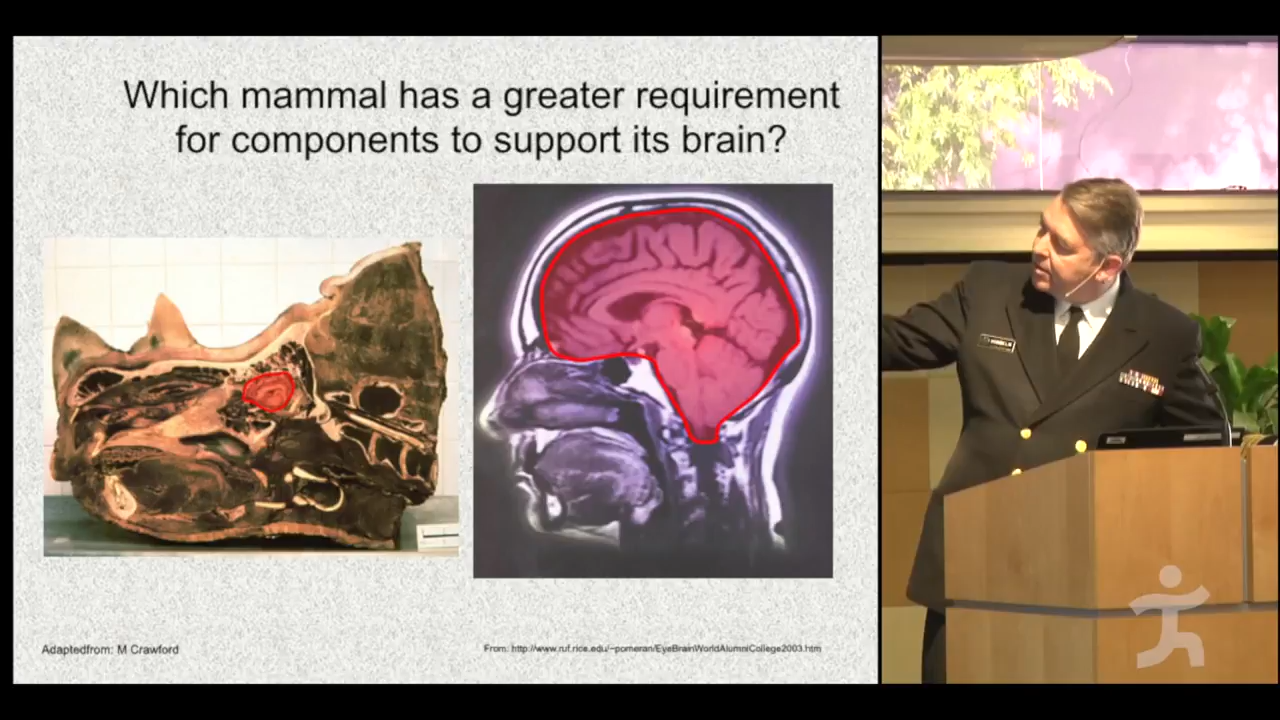 Which mammal has a greater requirement
for components to support its brain?
Adaptedfrom: M Crawford
From: http://www.ruf.rice.edu/~pomeran/EyeBrainWorldAlumniCollege2003.htm